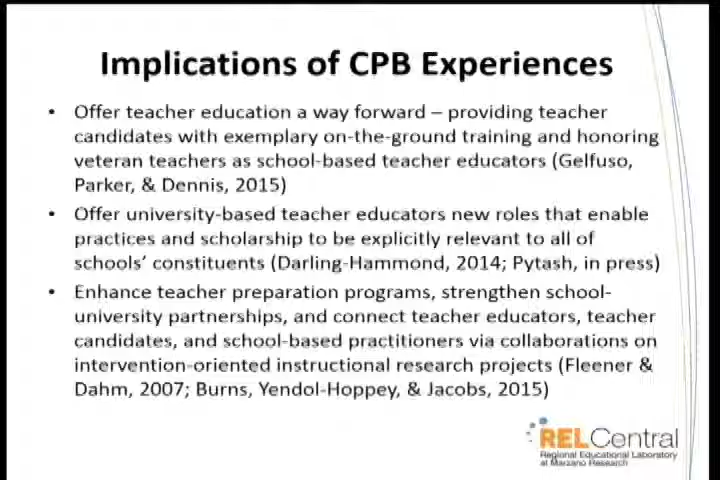 Implications of CPB Experiences
• Offer teacher education a way forward – providing teacher
candidates with exemplary on-the-ground training and honoring
veteran teachers as school-based teacher educators (Gelfuso,
Parker, & Dennis, 2015)
• Offer university-based teacher educators new roles that enable
practices and scholarship to be explicitly relevant to all of
schools’ constituents (Darling-Hammond, 2014; Pytash, in press)
• Enhance teacher preparation programs, strengthen school-
university partnerships, and connect teacher educators, teacher
candidates, and school-based practitioners via collaborations on
intervention-oriented instructional research projects (Fleener &
Dahm, 2007; Burns, Yendol-Hoppey, & Jacobs, 2015)
RELCentral
Regional Educational Laboratory
at Marzano Research